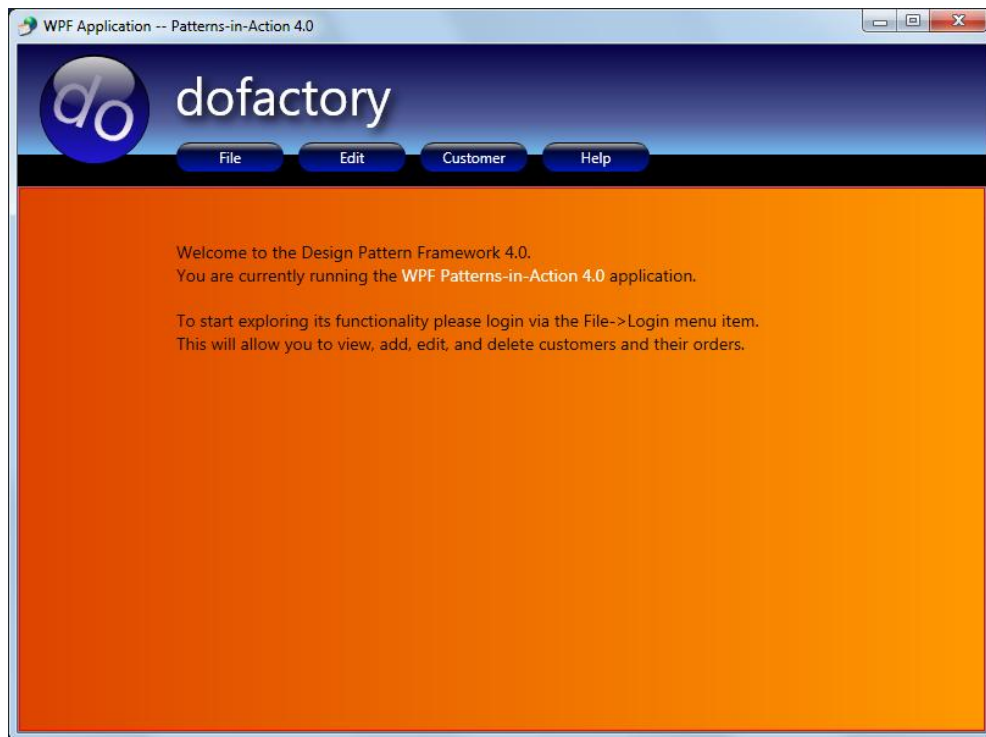 WPF Application -- Patterns-in-Action 4.0
do
dofactory
File Edit Customer Help
Welcome to the Design Pattern Framework 4.0.
You are currently running the WPF Patterns-in-Action 4.0 application.
To start exploring its functionality please login via the File->Login menu item.
This will allow you to view, add, edit, and delete customers and their orders.